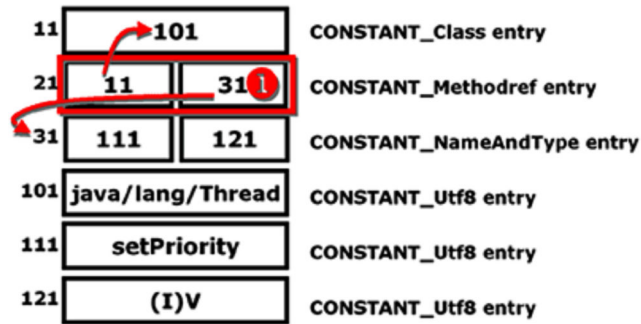 11 101 CONSTANT_Class entry
21 11 31 1 CONSTANT_Methodref entry
31 111 121 CONSTANT_NameAndType entry
101 java/lang/Thread CONSTANT_Utf8 entry
111 setPriority CONSTANT_Utf8 entry
121 (I)V CONSTANT_Utf8 entry